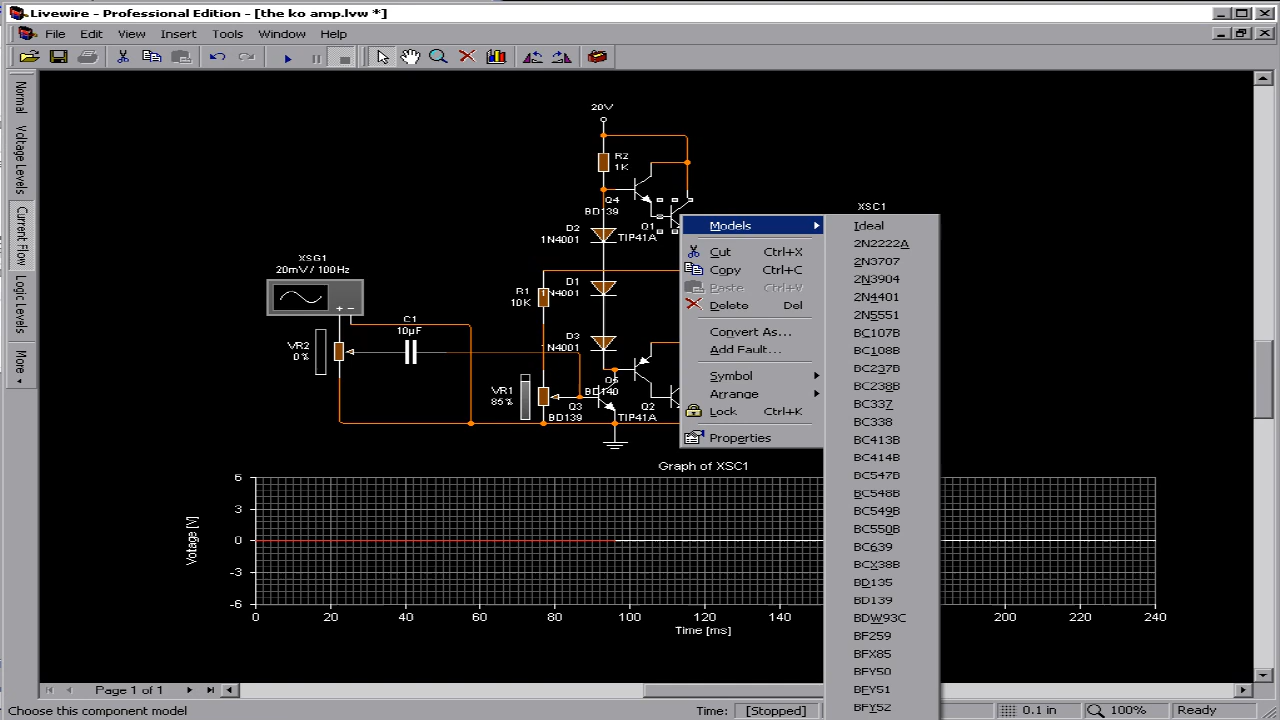 Livewire - Professional Edition - [the ko amp.lvw *]
File Edit View Insert Tools Window Help
Normal
Voltage Levels
Current Flow
Logic Levels
More
20V
R2
1K
Q4
BD139
Q1
TIP41A
D2
1N4001
XSC1
XSG1
20mV / 100Hz
R1
10K
D1
1N4001
C1
10µF
VR2
0%
D3
1N4001
VR1
85%
Q3
BD139
Q5
BD140
Q2
TIP41A
Models
Cut Ctrl+X
Copy Ctrl+C
Paste Ctrl+V
Delete Del
Convert As...
Add Fault...
Symbol
Arrange
Lock Ctrl+K
Properties
Ideal
2N2222A
2N3707
2N3904
2N4401
2N5551
BC107B
BC108B
BC237B
BC238B
BC337
BC338
BC413B
BC414B
BC547B
BC548B
BC549B
BC550B
BC639
BCX38B
BD135
BD139
BDW93C
BF259
BFX85
BFY50
BFY51
BFY52
Graph of XSC1
Votage [V]
6
3
0
-3
-6
0 20 40 60 80 100 120 140 200 220 240
Time [ms]
Page 1 of 1
Choose this component model
Time: [Stopped]
0.1 in
100%
Ready